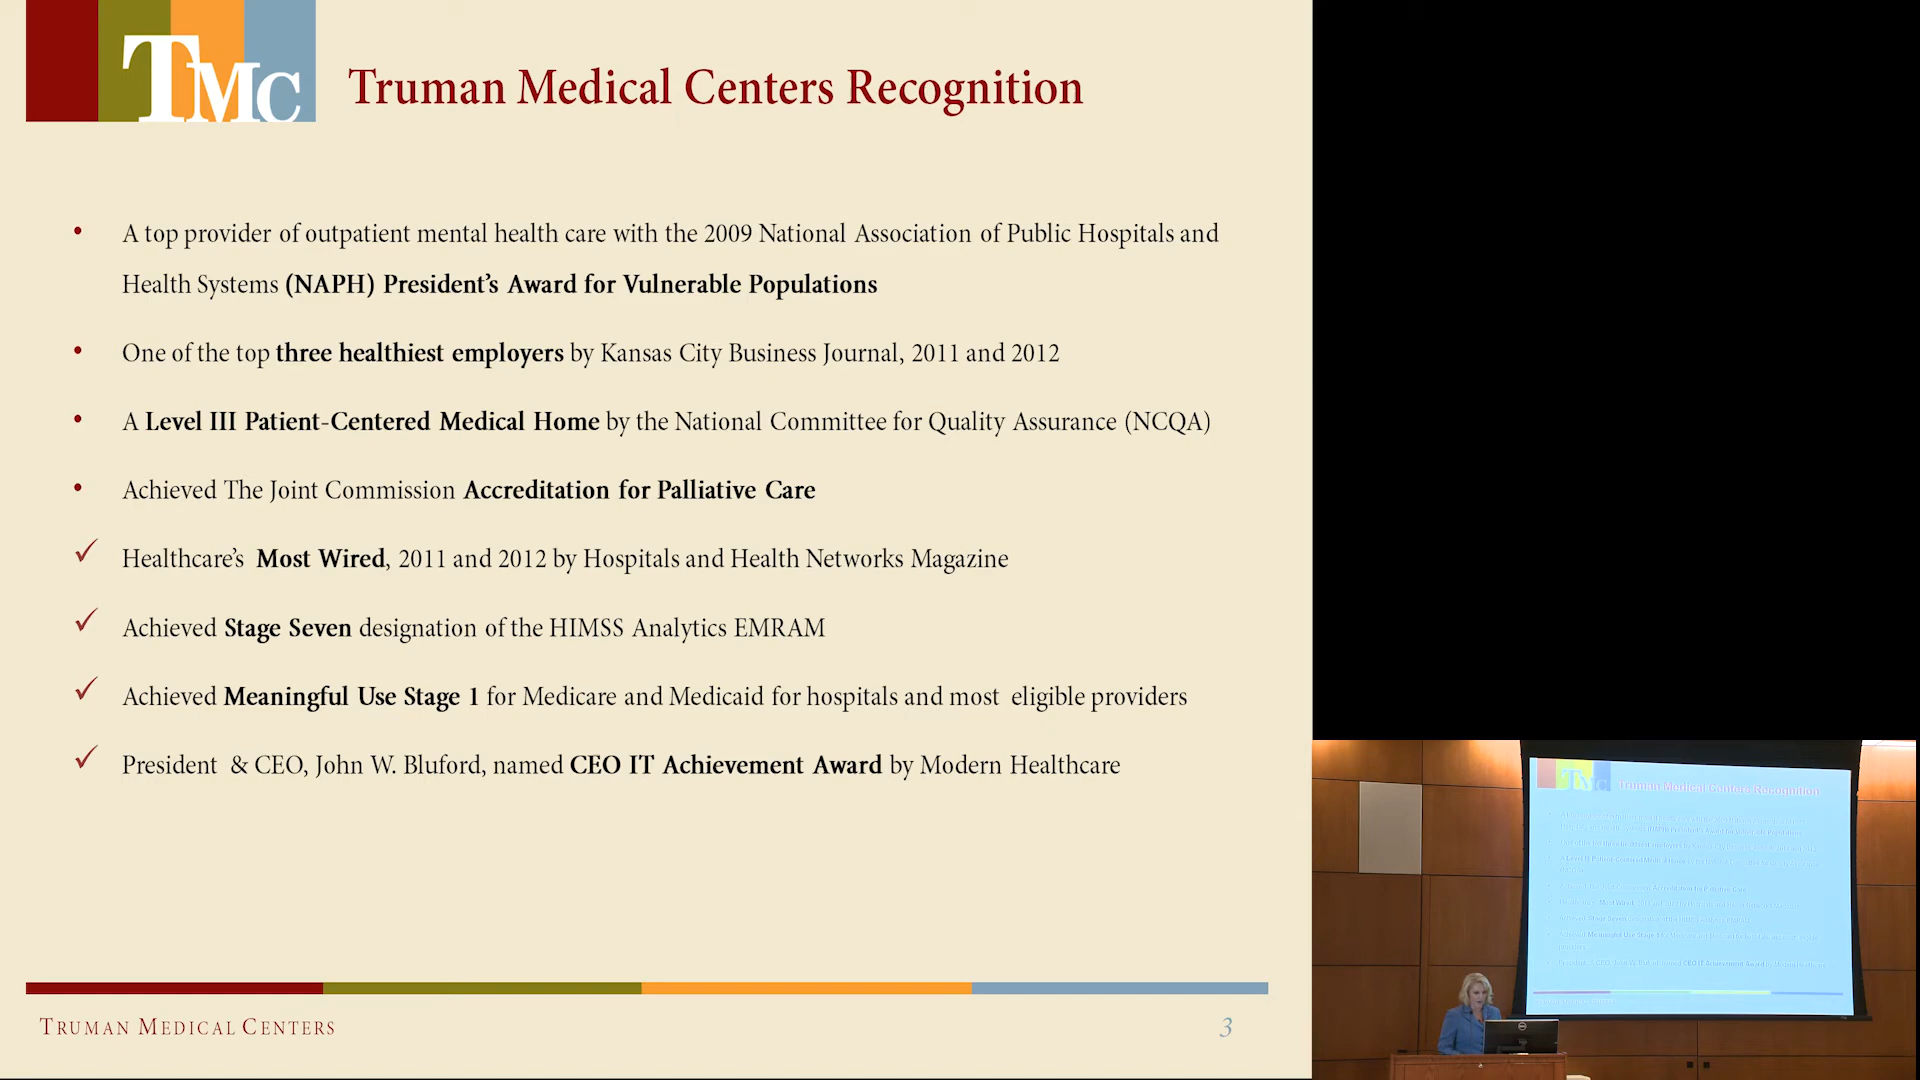 TMC
Truman Medical Centers Recognition
• A top provider of outpatient mental health care with the 2009 National Association of Public Hospitals and
Health Systems (NAPH) President’s Award for Vulnerable Populations
• One of the top three healthiest employers by Kansas City Business Journal, 2011 and 2012
• A Level III Patient-Centered Medical Home by the National Committee for Quality Assurance (NCQA)
• Achieved The Joint Commission Accreditation for Palliative Care
✓ Healthcare’s Most Wired, 2011 and 2012 by Hospitals and Health Networks Magazine
✓ Achieved Stage Seven designation of the HIMSS Analytics EMRAM
✓ Achieved Meaningful Use Stage 1 for Medicare and Medicaid for hospitals and most eligible providers
✓ President & CEO, John W. Bluford, named CEO IT Achievement Award by Modern Healthcare
TRUMAN MEDICAL CENTERS
3
TMC
Truman Medical Centers Recognition